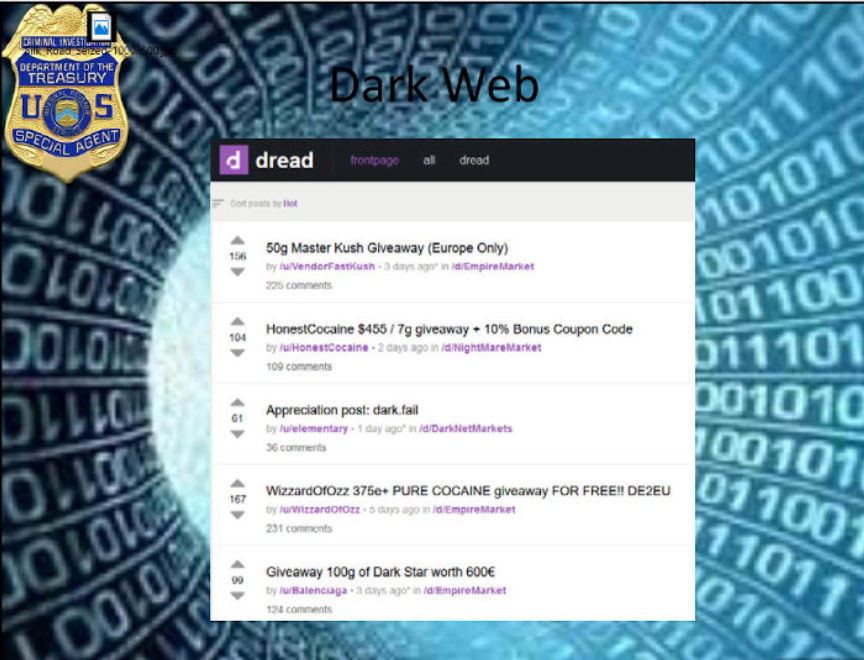 CRIMINAL INVESTIGATION
DEPARTMENT OF THE
TREASURY
U S
SPECIAL AGENT
Dark Web
d dread frontpage all dread
Sort posts by Hot
156
50g Master Kush Giveaway (Europe Only)
by /u/VendorFastKush • 3 days ago* in /d/EmpireMarket
225 comments
104
HonestCocaine $455 / 7g giveaway + 10% Bonus Coupon Code
by /u/HonestCocaine • 2 days ago in /d/NightMareMarket
109 comments
61
Appreciation post: dark.fail
by /u/elementary • 1 day ago* in /d/DarkNetMarkets
36 comments
167
WizzardOfOzz 375e+ PURE COCAINE giveaway FOR FREE!! DE2EU
by /u/WizzardOfOzz • 5 days ago in /d/EmpireMarket
231 comments
99
Giveaway 100g of Dark Star worth 600€
by /u/Balenciaga • 3 days ago* in /d/EmpireMarket
124 comments